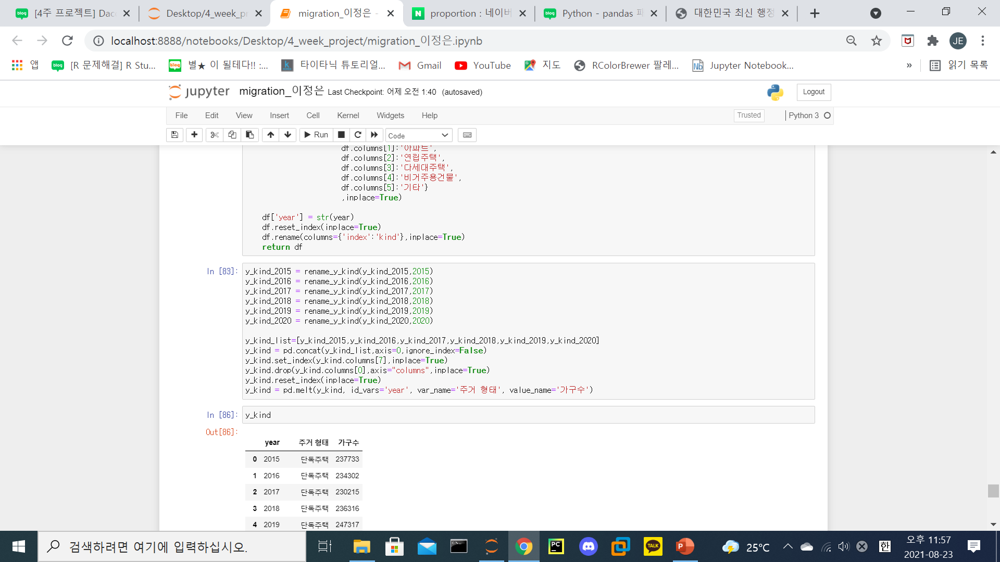 [4주 프로젝트] Dac
Desktop/4_week_pr
migration_이정은 -
proportion : 네이버
Python - pandas 피
대한민국 최신 행정
localhost:8888/notebooks/Desktop/4_week_project/migration_이정은.ipynb
JE
앱
blog
[R 문제해결] R Stu...
별★ 이 될테다!! :...
타이타닉 튜토리얼...
Gmail
YouTube
지도
RColorBrewer 팔레...
Jupyter Notebook...
»
읽기 목록
jupyter
migration_이정은 Last Checkpoint: 어제 오전 1:40 (autosaved)
Logout
File Edit View Insert Cell Kernel Widgets Help
Trusted
Python 3
Run
Code
df.columns[1]:'아파트',
df.columns[2]:'연립주택',
df.columns[3]:'다세대주택',
df.columns[4]:'비거주용건물',
df.columns[5]:'기타'}
,inplace=True)
df['year'] = str(year)
df.reset_index(inplace=True)
df.rename(columns={'index':'kind'},inplace=True)
return df
In [83]:
y_kind_2015 = rename_y_kind(y_kind_2015,2015)
y_kind_2016 = rename_y_kind(y_kind_2016,2016)
y_kind_2017 = rename_y_kind(y_kind_2017,2017)
y_kind_2018 = rename_y_kind(y_kind_2018,2018)
y_kind_2019 = rename_y_kind(y_kind_2019,2019)
y_kind_2020 = rename_y_kind(y_kind_2020,2020)
y_kind_list=[y_kind_2015,y_kind_2016,y_kind_2017,y_kind_2018,y_kind_2019,y_kind_2020]
y_kind = pd.concat(y_kind_list,axis=0,ignore_index=False)
y_kind.set_index(y_kind.columns[7],inplace=True)
y_kind.drop(y_kind.columns[0],axis="columns",inplace=True)
y_kind.reset_index(inplace=True)
y_kind = pd.melt(y_kind, id_vars='year', var_name='주거 형태', value_name='가구수')
In [86]:
y_kind
Out[86]:
year 주거 형태 가구수
0 2015 단독주택 237733
1 2016 단독주택 234302
2 2017 단독주택 230215
3 2018 단독주택 236316
4 2019 단독주택 247317
검색하려면 여기에 입력하십시오.
PC
TALK
P
25℃
한
오후 11:57
2021-08-23